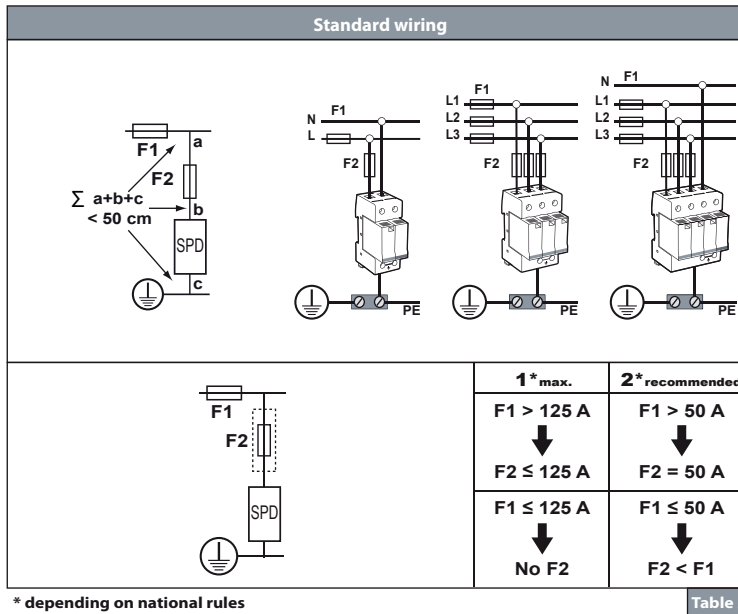 Standard wiring
F1
a
F2
Σ a+b+c
< 50 cm
b
SPD
c
F1
N
L
F2
PE
F1
L1
L2
L3
F2
PE
N F1
L1
L2
L3
F2
PE
F1
F2
SPD
1*max. 2*recommended
F1 > 125 A F1 > 50 A
F2 ≤ 125 A F2 = 50 A
F1 ≤ 125 A F1 ≤ 50 A
No F2 F2 < F1
* depending on national rules
Table